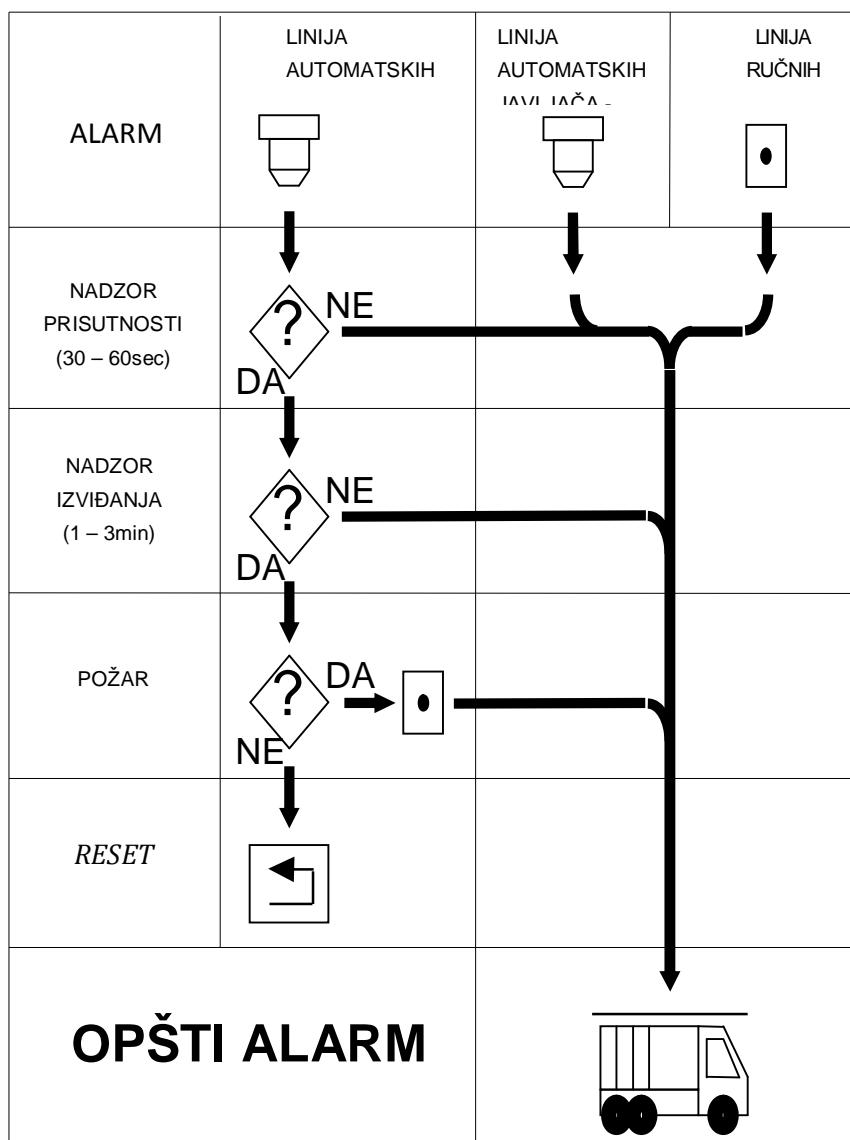 LINIJA
AUTOMATSKIH
LINIJA
AUTOMATSKIH
LINIJA
RUČNIH
ALARM
NADZOR
PRISUTNOSTI
(30 – 60sec)
?
NE
DA
NADZOR
IZVIĐANJA
(1 – 3min)
?
NE
DA
POŽAR
?
DA
NE
RESET
OPŠTI ALARM